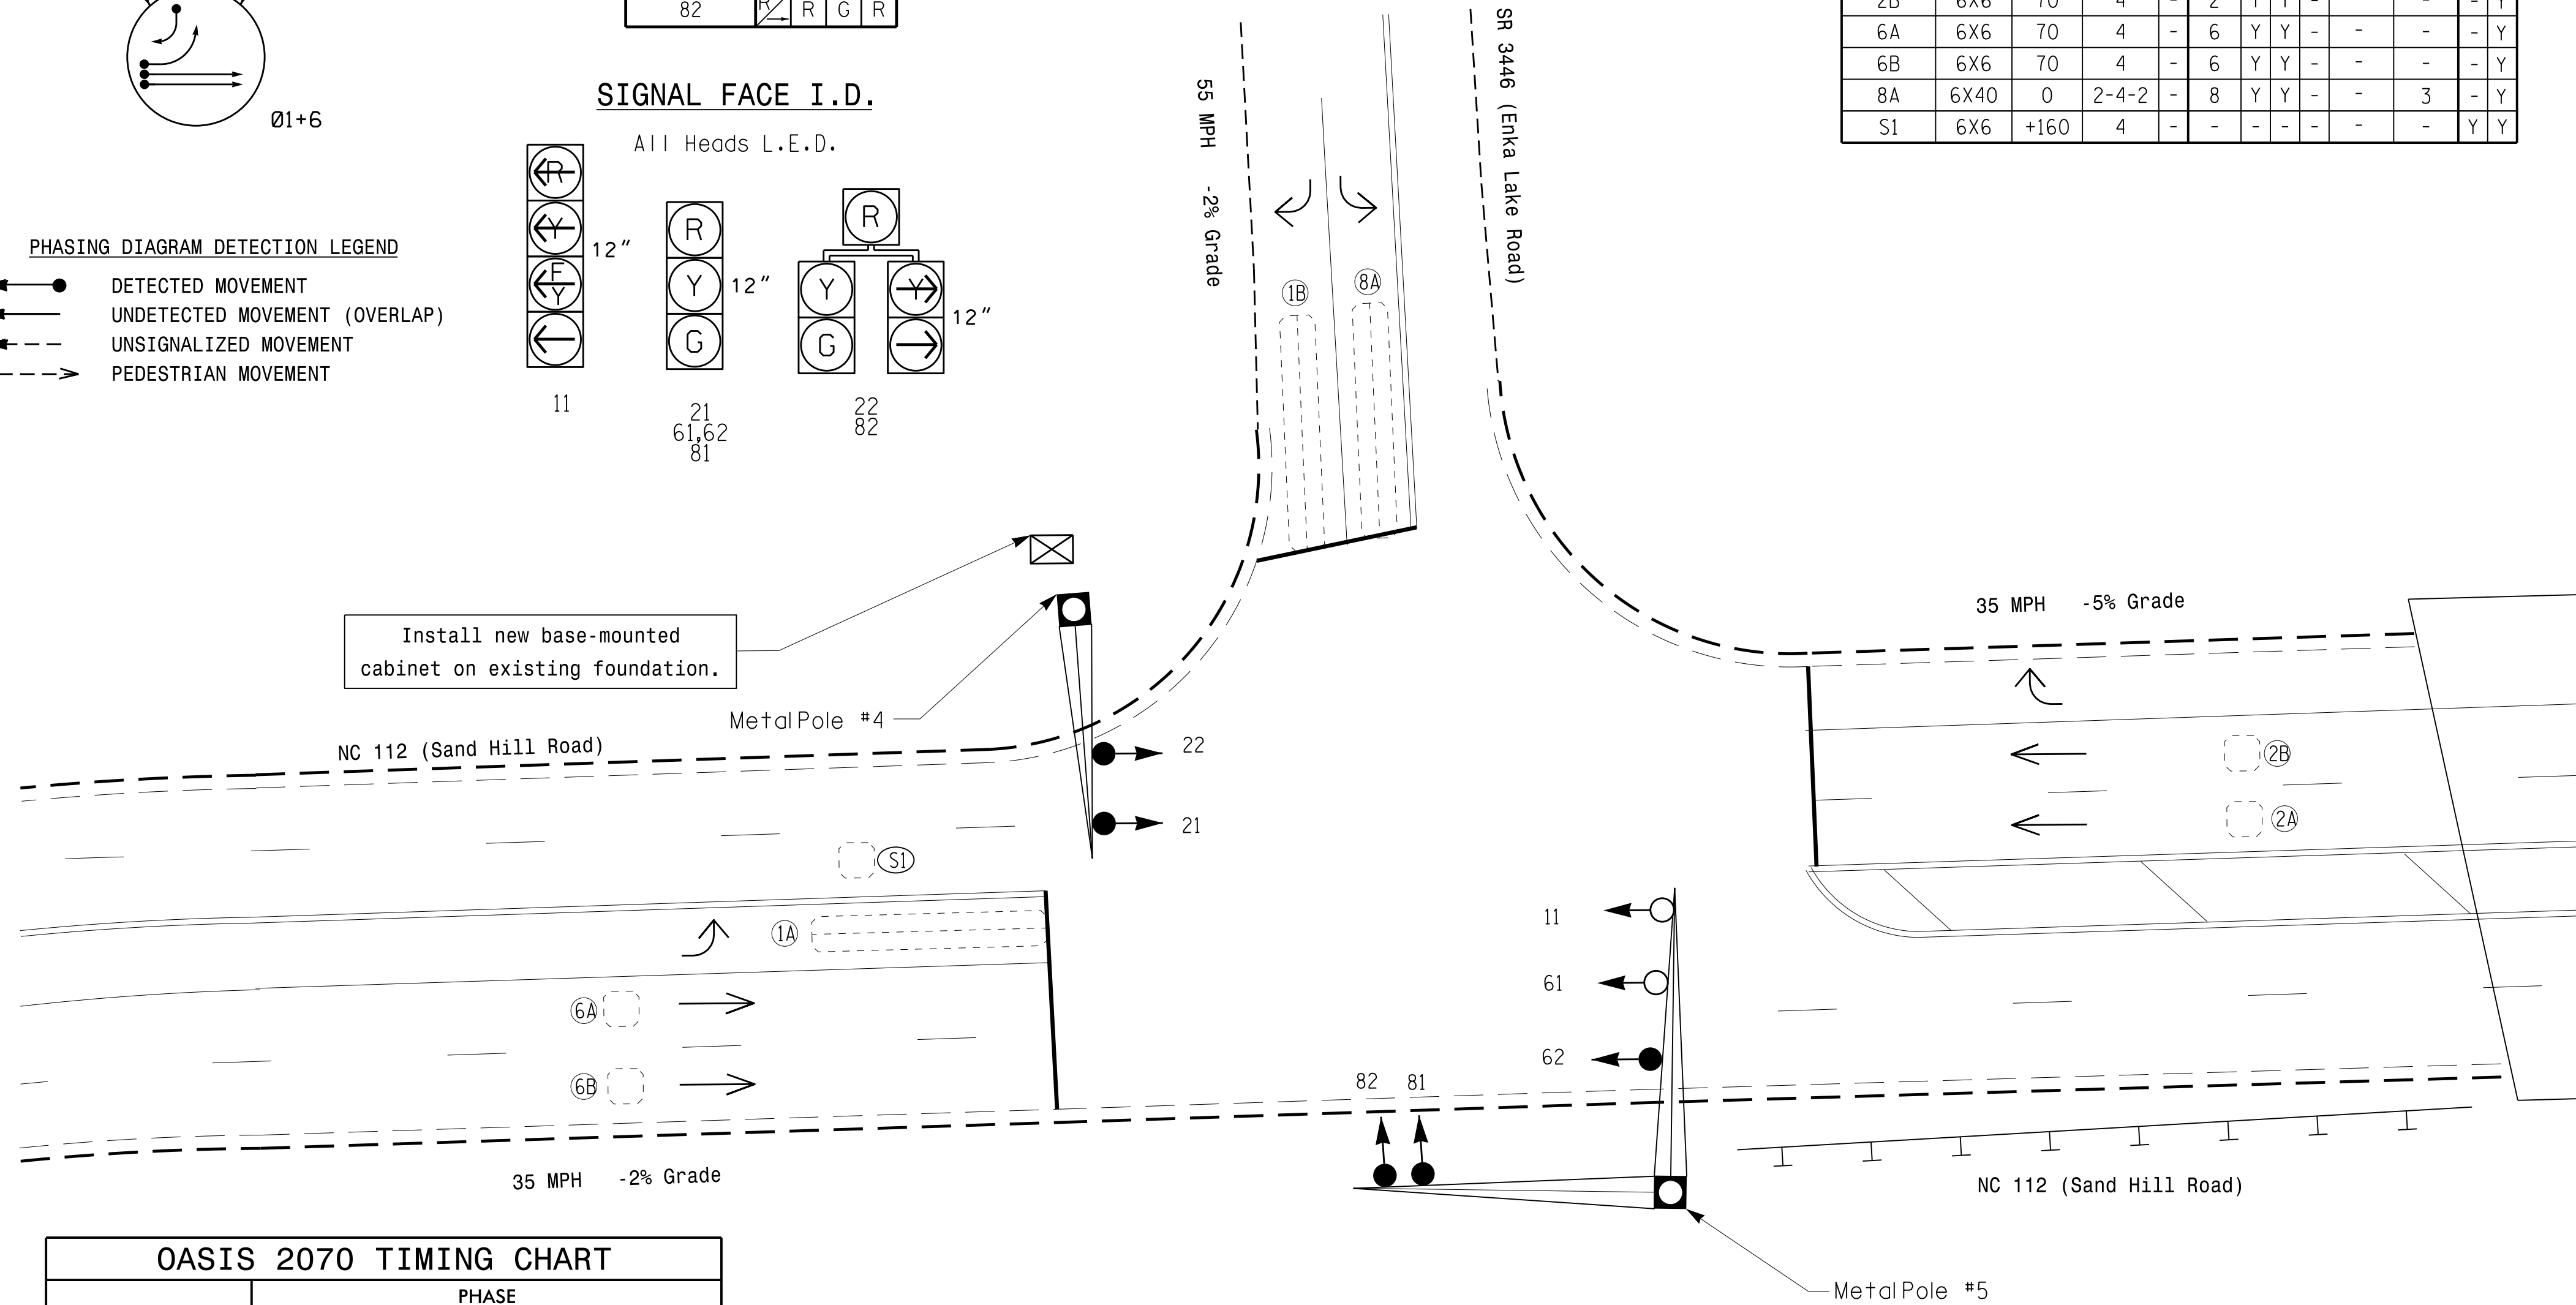 Ø1+6
82 R R G R
SIGNAL FACE I.D.
All Heads L.E.D.
R
Y
F
Y
12"
11
R
Y
G
12"
21
61,62
81
R
Y Y
G
12"
22
82
PHASING DIAGRAM DETECTION LEGEND
DETECTED MOVEMENT
UNDETECTED MOVEMENT (OVERLAP)
UNSIGNALIZED MOVEMENT
PEDESTRIAN MOVEMENT
2B 6X6 70 4 - 2 Y Y - - - Y
6A 6X6 70 4 - 6 Y Y - - - - Y
6B 6X6 70 4 - 6 Y Y - - - - Y
8A 6X40 0 2-4-2 - 8 Y Y - - 3 - Y
S1 6X6 +160 4 - - - - - - - Y Y
55 MPH -2% Grade
SR 3446 (Enka Lake Road)
1B
8A
Install new base-mounted
cabinet on existing foundation.
Metal Pole #4
NC 112 (Sand Hill Road)
35 MPH -5% Grade
22
21
2B
2A
S1
1A
6A
6B
11
61
62
82 81
35 MPH -2% Grade
NC 112 (Sand Hill Road)
Metal Pole #5
OASIS 2070 TIMING CHART
PHASE